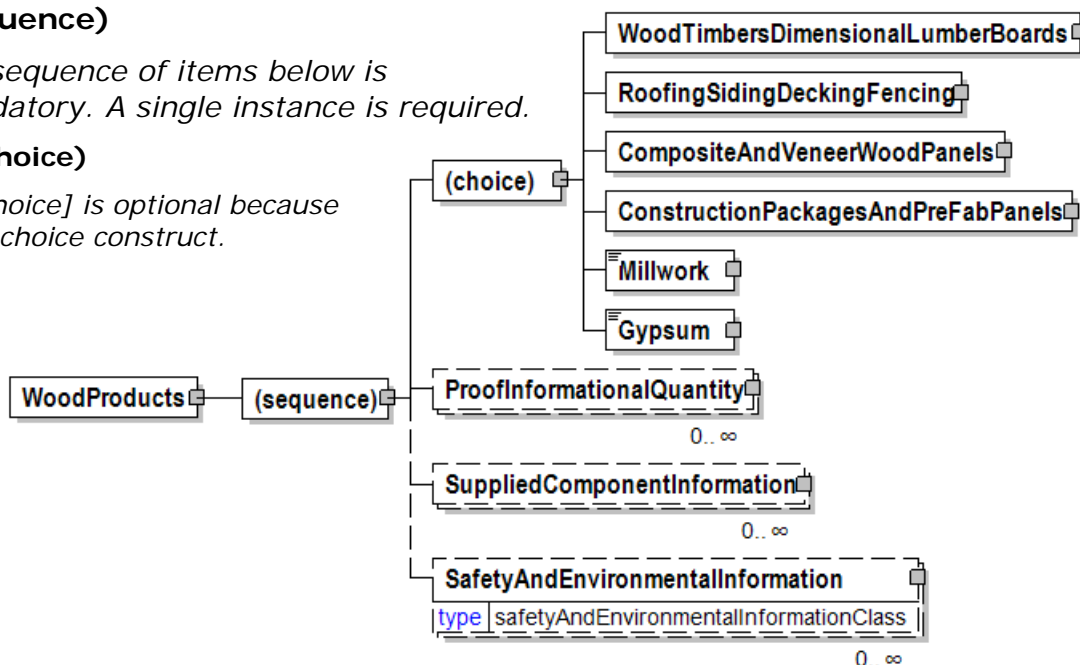 uence)
sequence of items below is
datory. A single instance is required.
hoice)
hoice] is optional because
choice construct.
WoodProducts
(sequence)
(choice)
WoodTimbersDimensionalLumberBoards
RoofingSidingDeckingFencing
CompositeAndVeneerWoodPanels
ConstructionPackagesAndPreFabPanels
Millwork
Gypsum
ProofInformationalQuantity
0.. ∞
SuppliedComponentInformation
0.. ∞
SafetyAndEnvironmentalInformation
type safetyAndEnvironmentalInformationClass
0.. ∞